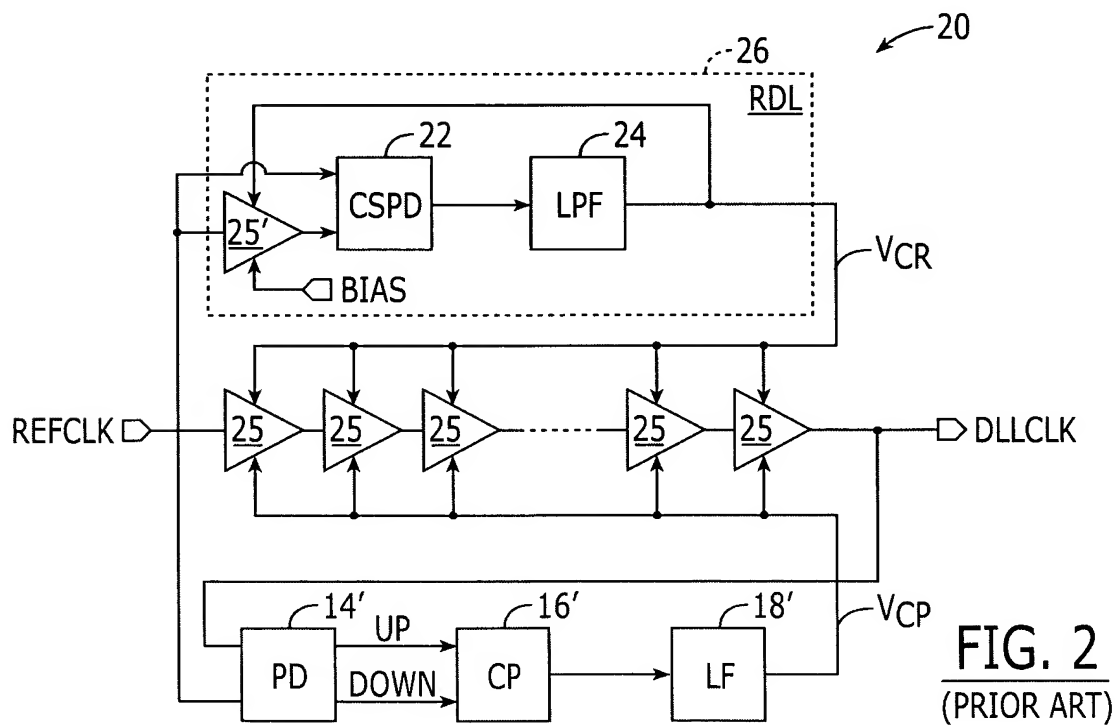 20
26
RDL
22
24
CSPD
LPF
25'
BIAS
VCR
REFCLK
25 25 25 25 25
DLLCLK
14'
UP
16'
18'
VCP
PD
DOWN
CP
LF
FIG. 2
(PRIOR ART)